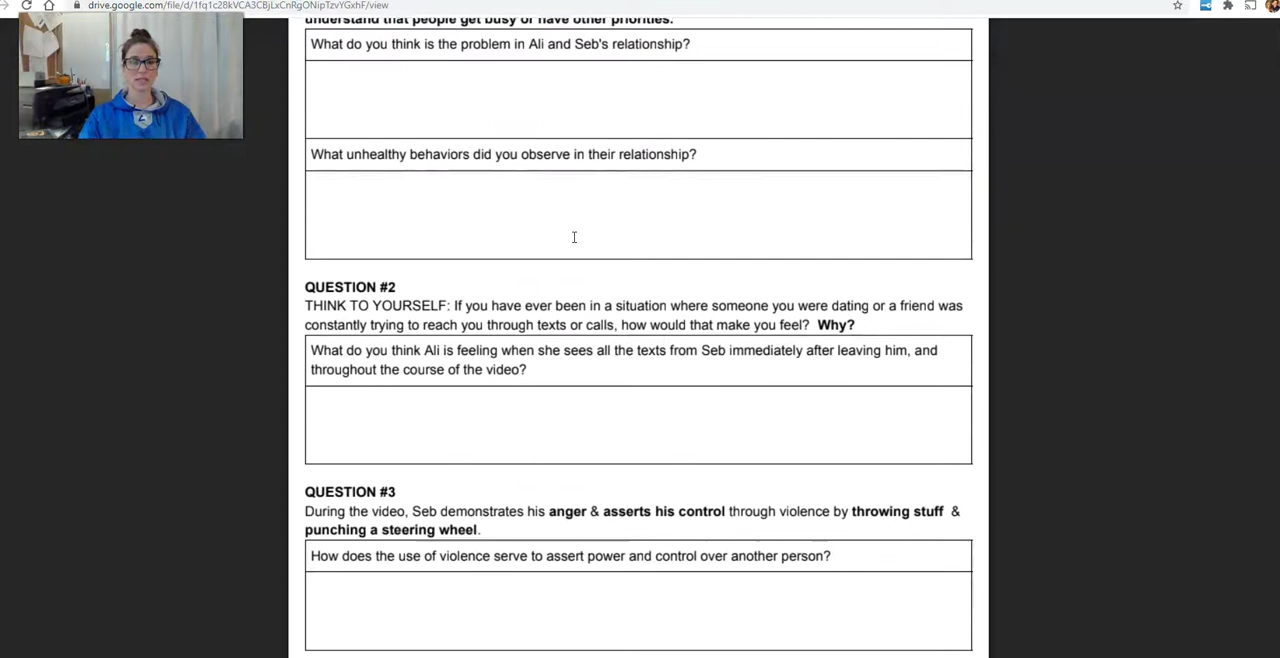 drive.google.com/file/d/1fq1c28kVCA3CBjLxCnRgONipTzvYGxhF/view
understand that people get busy or have other priorities.
What do you think is the problem in Ali and Seb's relationship?
What unhealthy behaviors did you observe in their relationship?
QUESTION #2
THINK TO YOURSELF: If you have ever been in a situation where someone you were dating or a friend was
constantly trying to reach you through texts or calls, how would that make you feel? Why?
What do you think Ali is feeling when she sees all the texts from Seb immediately after leaving him, and
throughout the course of the video?
QUESTION #3
During the video, Seb demonstrates his anger & asserts his control through violence by throwing stuff &
punching a steering wheel.
How does the use of violence serve to assert power and control over another person?